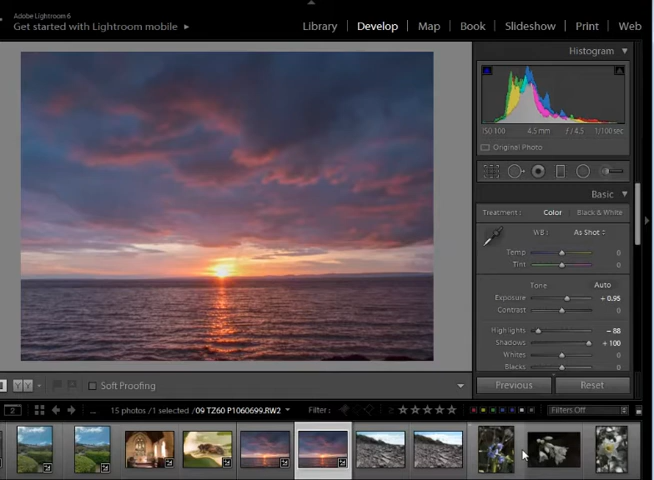 Adobe Lightroom 6
Get started with Lightroom mobile ▸
Library | Develop | Map | Book | Slideshow | Print | Web
Histogram
ISO 100 4.5 mm f / 4.5 1/100 sec
Original Photo
Basic
Treatment: Color Black & White
WB: As Shot
Temp 0
Tint 0
Tone Auto
Exposure + 0.95
Contrast 0
Highlights − 88
Shadows + 100
Whites 0
Blacks
Y Y Soft Proofing
Previous Reset
2 15 photos / 1 selected / 09 TZ60 P1060699.RW2 Filter: Filters Off